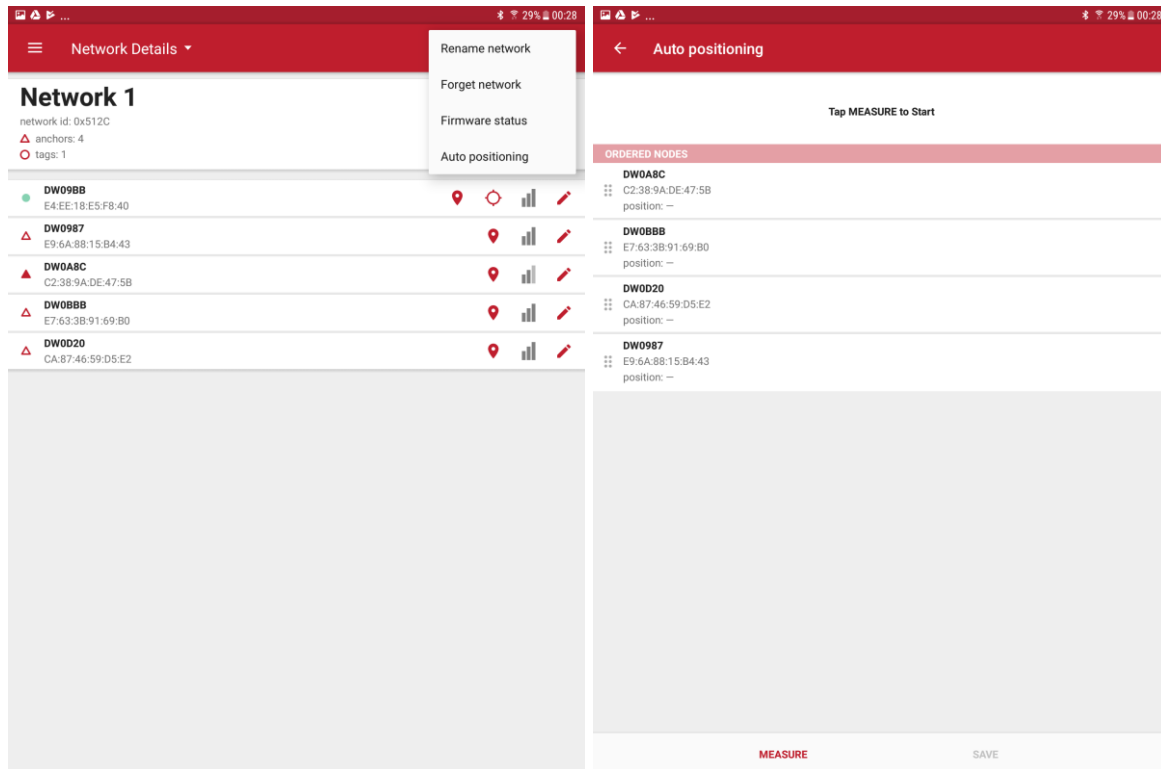 ... 29% 00:28
Network Details
Rename network
Forget network
Firmware status
Auto positioning
Network 1
network id: 0x512C
anchors: 4
tags: 1
DW09BB
E4:EE:18:E5:F8:40
DW0987
E9:6A:88:15:B4:43
DW0A8C
C2:38:9A:DE:47:5B
DW0BBB
E7:63:3B:91:69:B0
DW0D20
CA:87:46:59:D5:E2
... 29% 00:28
Auto positioning
Tap MEASURE to Start
ORDERED NODES
DW0A8C
C2:38:9A:DE:47:5B
position: —
DW0BBB
E7:63:3B:91:69:B0
position: —
DW0D20
CA:87:46:59:D5:E2
position: —
DW0987
E9:6A:88:15:B4:43
position: —
MEASURE SAVE